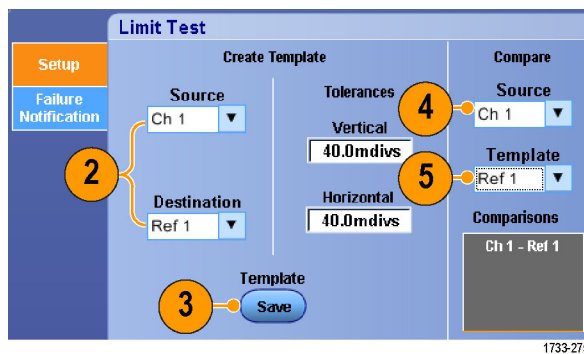 Limit Test
Setup
Failure
Notification
Create Template
Source
Ch 1
2
Destination
Ref 1
Tolerances
Vertical
40.0mdivs
Horizontal
40.0mdivs
Template
3
Save
Compare
4
Source
Ch 1
5
Template
Ref 1
Comparisons
Ch 1 - Ref 1